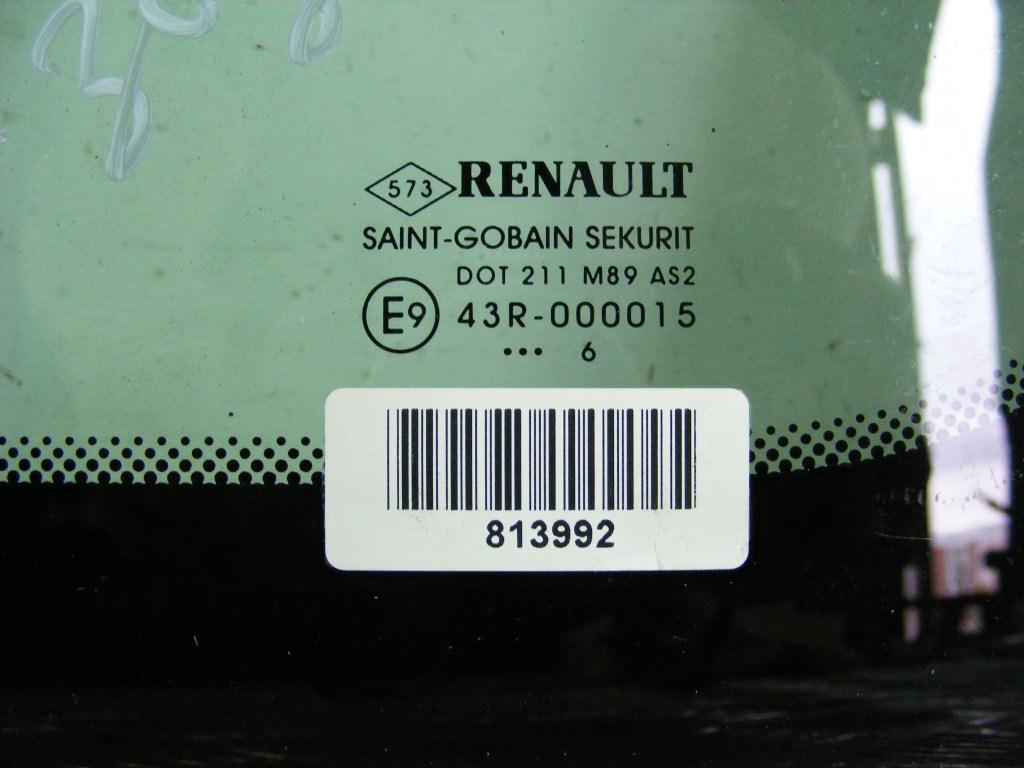 573 RENAULT
SAINT-GOBAIN SEKURIT
DOT 211 M89 AS2
E9 43R-000015
••• 6
813992